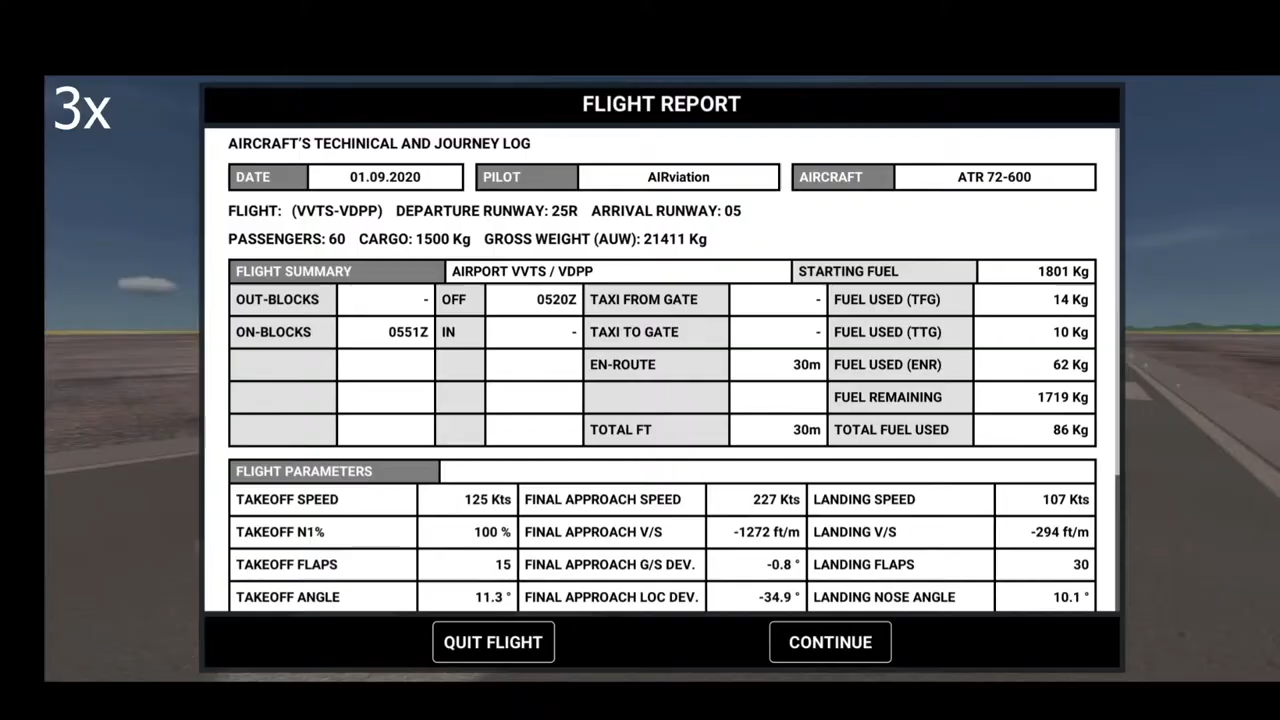 3x
FLIGHT REPORT
AIRCRAFT'S TECHINICAL AND JOURNEY LOG
DATE 01.09.2020 PILOT AIRviation AIRCRAFT ATR 72-600
FLIGHT: (VVTS-VDPP) DEPARTURE RUNWAY: 25R ARRIVAL RUNWAY: 05
PASSENGERS: 60 CARGO: 1500 Kg GROSS WEIGHT (AUW): 21411 Kg
FLIGHT SUMMARY AIRPORT VVTS / VDPP STARTING FUEL 1801 Kg
OUT-BLOCKS - OFF 0520Z TAXI FROM GATE - FUEL USED (TFG) 14 Kg
ON-BLOCKS 0551Z IN - TAXI TO GATE - FUEL USED (TTG) 10 Kg
EN-ROUTE 30m FUEL USED (ENR) 62 Kg
FUEL REMAINING 1719 Kg
TOTAL FT 30m TOTAL FUEL USED 86 Kg
FLIGHT PARAMETERS
TAKEOFF SPEED 125 Kts FINAL APPROACH SPEED 227 Kts LANDING SPEED 107 Kts
TAKEOFF N1% 100 % FINAL APPROACH V/S -1272 ft/m LANDING V/S -294 ft/m
TAKEOFF FLAPS 15 FINAL APPROACH G/S DEV. -0.8 ° LANDING FLAPS 30
TAKEOFF ANGLE 11.3 ° FINAL APPROACH LOC DEV. -34.9 ° LANDING NOSE ANGLE 10.1 °
QUIT FLIGHT CONTINUE